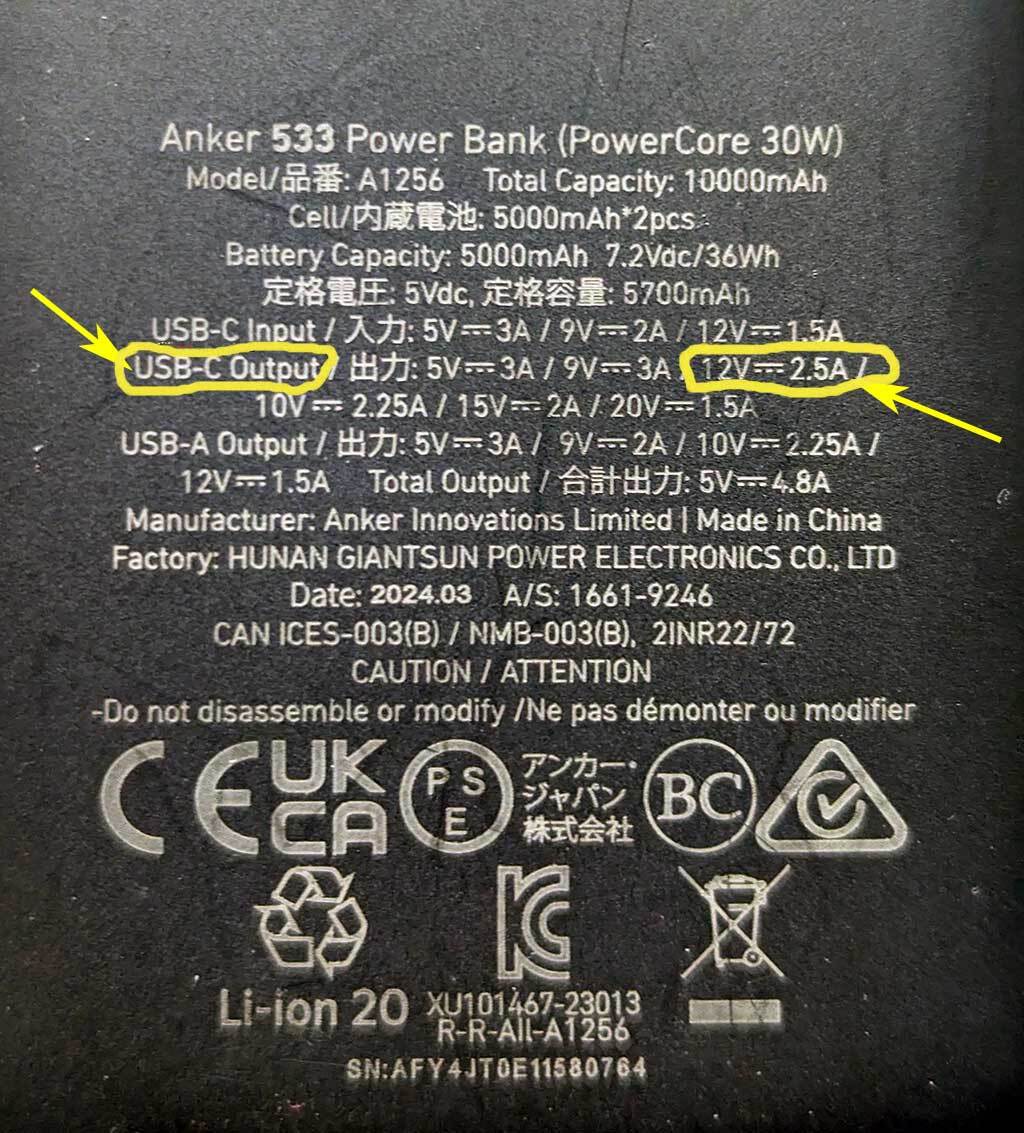 Anker 533 Power Bank (PowerCore 30W)
Model/品番: A1256 Total Capacity: 10000mAh
Cell/内蔵電池: 5000mAh*2pcs
Battery Capacity: 5000mAh 7.2Vdc/36Wh
定格電圧: 5Vdc, 定格容量: 5700mAh
USB-C Input / 入力: 5V⎓3A / 9V⎓2A / 12V⎓1.5A
USB-C Output / 出力: 5V⎓3A / 9V⎓3A / 12V⎓2.5A /
10V⎓2.25A / 15V⎓2A / 20V⎓1.5A
USB-A Output / 出力: 5V⎓3A / 9V⎓2A / 10V⎓2.25A /
12V⎓1.5A Total Output / 合計出力: 5V⎓4.8A
Manufacturer: Anker Innovations Limited | Made in China
Factory: HUNAN GIANTSUN POWER ELECTRONICS CO., LTD
Date: 2024.03 A/S: 1661-9246
CAN ICES-003(B) / NMB-003(B), 2INR22/72
CAUTION / ATTENTION
-Do not disassemble or modify /Ne pas démonter ou modifier
CE UKCA PSE アンカー・
ジャパン
株式会社 BC
Li-ion 20 XU101467-23013
R-R-All-A1256
SN:AFY4JT0E11580764